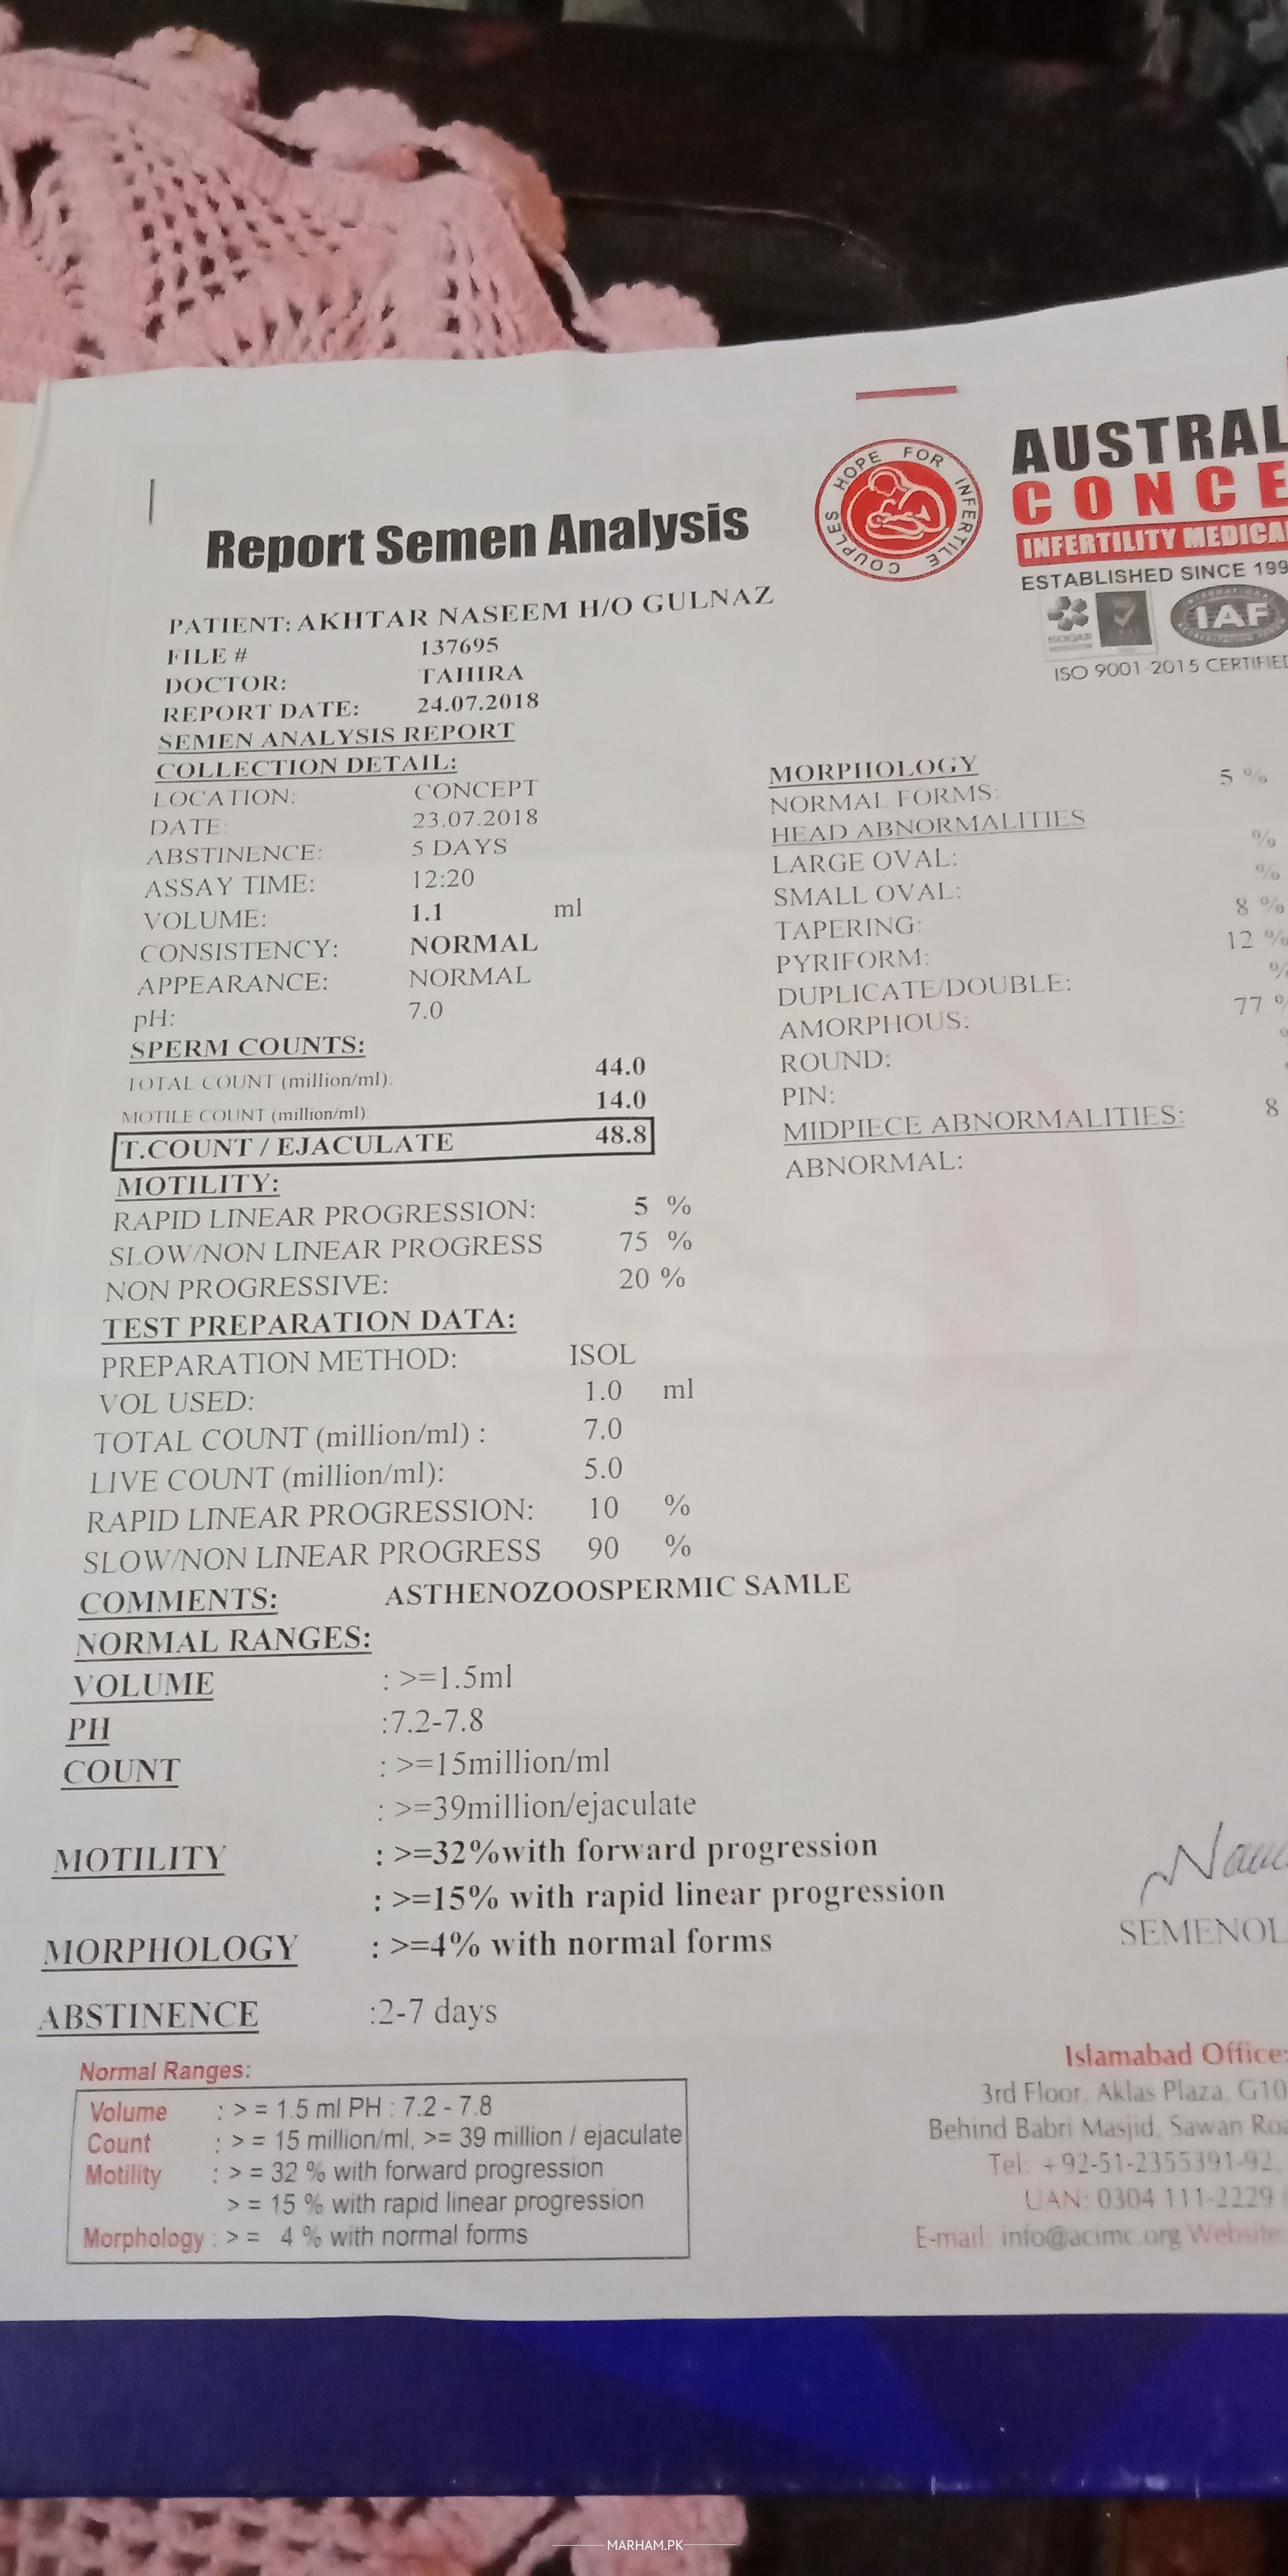 AUSTRAL
CONCE
INFERTILITY MEDICA
ESTABLISHED SINCE 199
HOPE FOR INFERTILE COUPLES
ISOQAR
IAF
ISO 9001-2015 CERTIFIED
Report Semen Analysis
PATIENT: AKHTAR NASEEM H/O GULNAZ
FILE # 137695
DOCTOR: TAHIRA
REPORT DATE: 24.07.2018
SEMEN ANALYSIS REPORT
COLLECTION DETAIL:
LOCATION: CONCEPT
DATE: 23.07.2018
ABSTINENCE: 5 DAYS
ASSAY TIME: 12:20
VOLUME: 1.1 ml
CONSISTENCY: NORMAL
APPEARANCE: NORMAL
pH: 7.0
SPERM COUNTS:
TOTAL COUNT (million/ml): 44.0
MOTILE COUNT (million/ml) 14.0
T.COUNT / EJACULATE 48.8
MOTILITY:
RAPID LINEAR PROGRESSION: 5 %
SLOW/NON LINEAR PROGRESS 75 %
NON PROGRESSIVE: 20 %
TEST PREPARATION DATA:
PREPARATION METHOD: ISOL
VOL USED: 1.0 ml
TOTAL COUNT (million/ml) : 7.0
LIVE COUNT (million/ml): 5.0
RAPID LINEAR PROGRESSION: 10 %
SLOW/NON LINEAR PROGRESS 90 %
COMMENTS: ASTHENOZOOSPERMIC SAMLE
MORPHOLOGY
NORMAL FORMS: 5 %
HEAD ABNORMALITIES
LARGE OVAL: %
SMALL OVAL: %
TAPERING: 8 %
PYRIFORM: 12 %
DUPLICATE/DOUBLE: %
AMORPHOUS: 77 %
ROUND:
PIN:
MIDPIECE ABNORMALITIES:
ABNORMAL: 8
NORMAL RANGES:
VOLUME : >=1.5ml
PH :7.2-7.8
COUNT : >=15million/ml
: >=39million/ejaculate
MOTILITY : >=32%with forward progression
: >=15% with rapid linear progression
MORPHOLOGY : >=4% with normal forms
ABSTINENCE :2-7 days
SEMENOL
Normal Ranges:
Volume : > = 1.5 ml PH : 7.2 - 7.8
Count : > = 15 million/ml, >= 39 million / ejaculate
Motility : > = 32 % with forward progression
> = 15 % with rapid linear progression
Morphology : > = 4 % with normal forms
Islamabad Office:
3rd Floor, Aklas Plaza, G10
Behind Babri Masjid, Sawan Roa
Tel: +92-51-2355391-92,
UAN: 0304 111-2229
E-mail: info@acimc.org Website:
MARHAM.PK